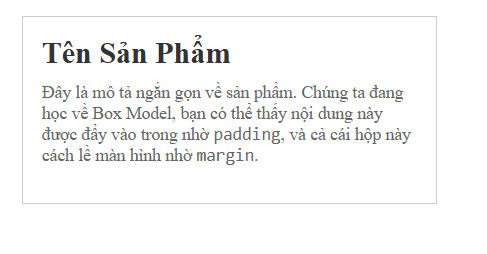 Tên Sản Phẩm
Đây là mô tả ngắn gọn về sản phẩm. Chúng ta đang
học về Box Model, bạn có thể thấy nội dung này
được đẩy vào trong nhờ padding, và cả cái hộp này
cách lề màn hình nhờ margin.